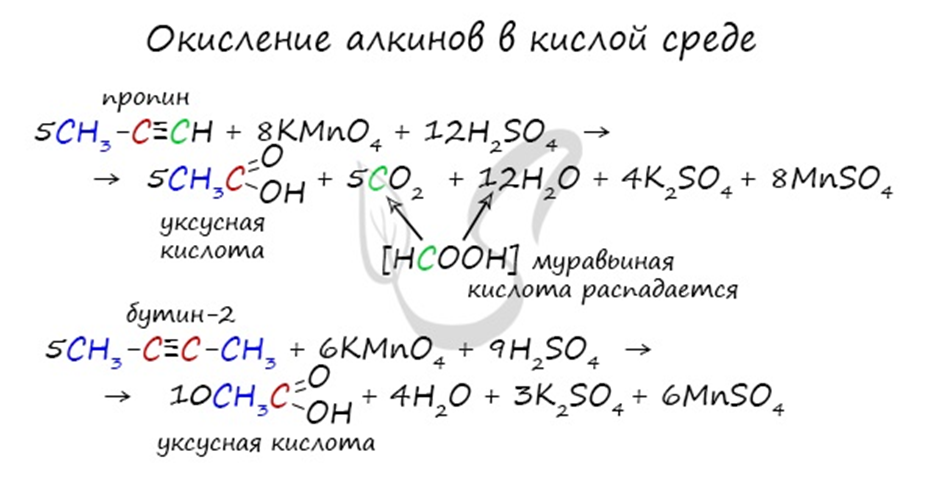 Окисление алкинов в кислой среде
пропин
5CH₃-C≡CH + 8KMnO₄ + 12H₂SO₄ →
→ 5CH₃C=O-OH + 5CO₂ + 12H₂O + 4K₂SO₄ + 8MnSO₄
уксусная
кислота
[HCOOH] муравьиная
кислота распадается
бутин-2
5CH₃-C≡C-CH₃ + 6KMnO₄ + 9H₂SO₄ →
→ 10CH₃C=O-OH + 4H₂O + 3K₂SO₄ + 6MnSO₄
уксусная кислота